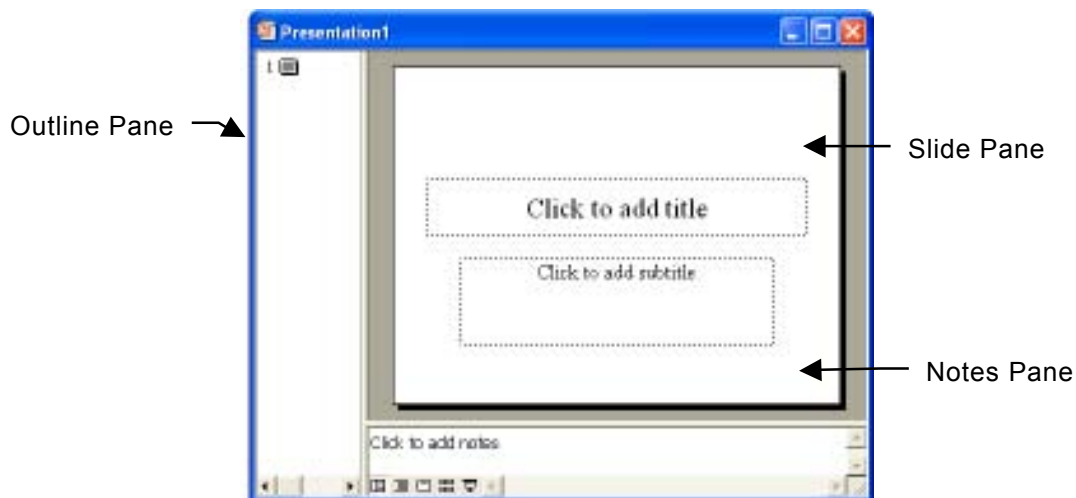 Presentation1
1
Outline Pane
Slide Pane
Click to add title
Click to add subtitle
Notes Pane
Click to add notes